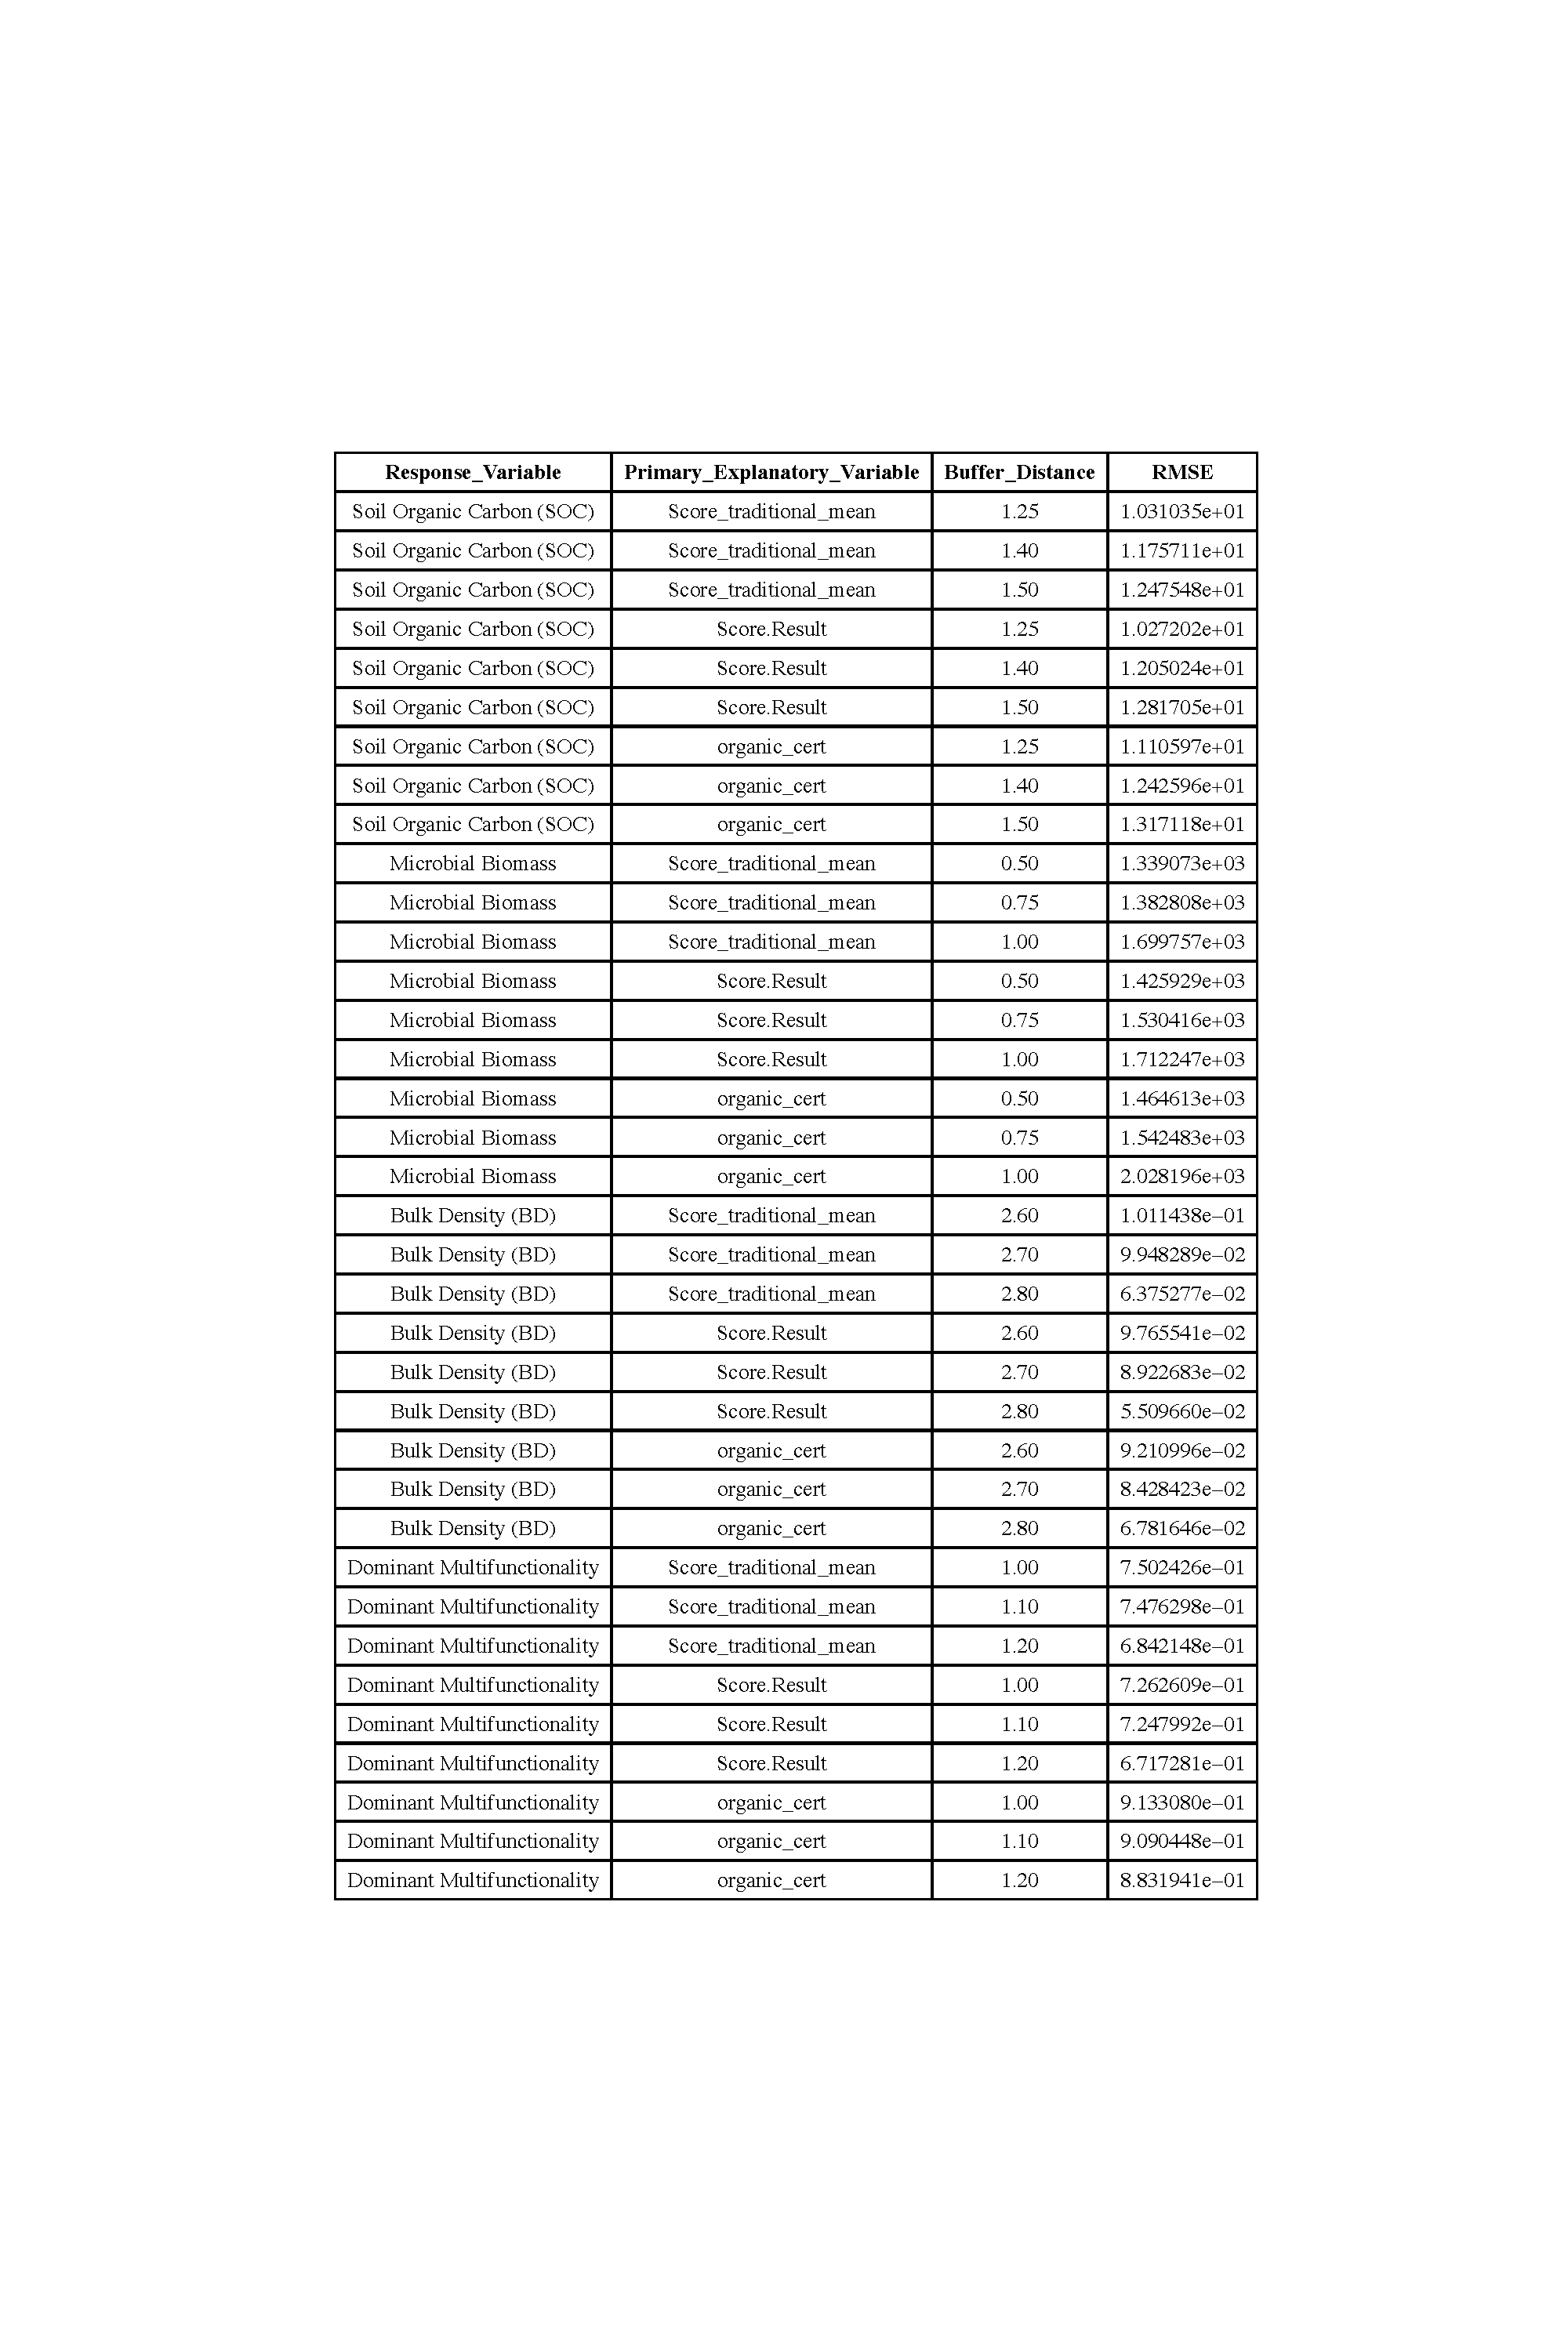 Response_Variable Primary_Explanatory_Variable Buffer_Distance RMSE
Soil Organic Carbon (SOC) Score_traditional_mean 1.25 1.031035e+01
Soil Organic Carbon (SOC) Score_traditional_mean 1.40 1.175711e+01
Soil Organic Carbon (SOC) Score_traditional_mean 1.50 1.247548e+01
Soil Organic Carbon (SOC) Score.Result 1.25 1.027202e+01
Soil Organic Carbon (SOC) Score.Result 1.40 1.205024e+01
Soil Organic Carbon (SOC) Score.Result 1.50 1.281705e+01
Soil Organic Carbon (SOC) organic_cert 1.25 1.110597e+01
Soil Organic Carbon (SOC) organic_cert 1.40 1.242596e+01
Soil Organic Carbon (SOC) organic_cert 1.50 1.317118e+01
Microbial Biomass Score_traditional_mean 0.50 1.339073e+03
Microbial Biomass Score_traditional_mean 0.75 1.382808e+03
Microbial Biomass Score_traditional_mean 1.00 1.699757e+03
Microbial Biomass Score.Result 0.50 1.425929e+03
Microbial Biomass Score.Result 0.75 1.530416e+03
Microbial Biomass Score.Result 1.00 1.712247e+03
Microbial Biomass organic_cert 0.50 1.464613e+03
Microbial Biomass organic_cert 0.75 1.542483e+03
Microbial Biomass organic_cert 1.00 2.028196e+03
Bulk Density (BD) Score_traditional_mean 2.60 1.011438e−01
Bulk Density (BD) Score_traditional_mean 2.70 9.948289e−02
Bulk Density (BD) Score_traditional_mean 2.80 6.375277e−02
Bulk Density (BD) Score.Result 2.60 9.765541e−02
Bulk Density (BD) Score.Result 2.70 8.922683e−02
Bulk Density (BD) Score.Result 2.80 5.509660e−02
Bulk Density (BD) organic_cert 2.60 9.210996e−02
Bulk Density (BD) organic_cert 2.70 8.428423e−02
Bulk Density (BD) organic_cert 2.80 6.781646e−02
Dominant Multifunctionality Score_traditional_mean 1.00 7.502426e−01
Dominant Multifunctionality Score_traditional_mean 1.10 7.476298e−01
Dominant Multifunctionality Score_traditional_mean 1.20 6.842148e−01
Dominant Multifunctionality Score.Result 1.00 7.262609e−01
Dominant Multifunctionality Score.Result 1.10 7.247992e−01
Dominant Multifunctionality Score.Result 1.20 6.717281e−01
Dominant Multifunctionality organic_cert 1.00 9.133080e−01
Dominant Multifunctionality organic_cert 1.10 9.090448e−01
Dominant Multifunctionality organic_cert 1.20 8.831941e−01